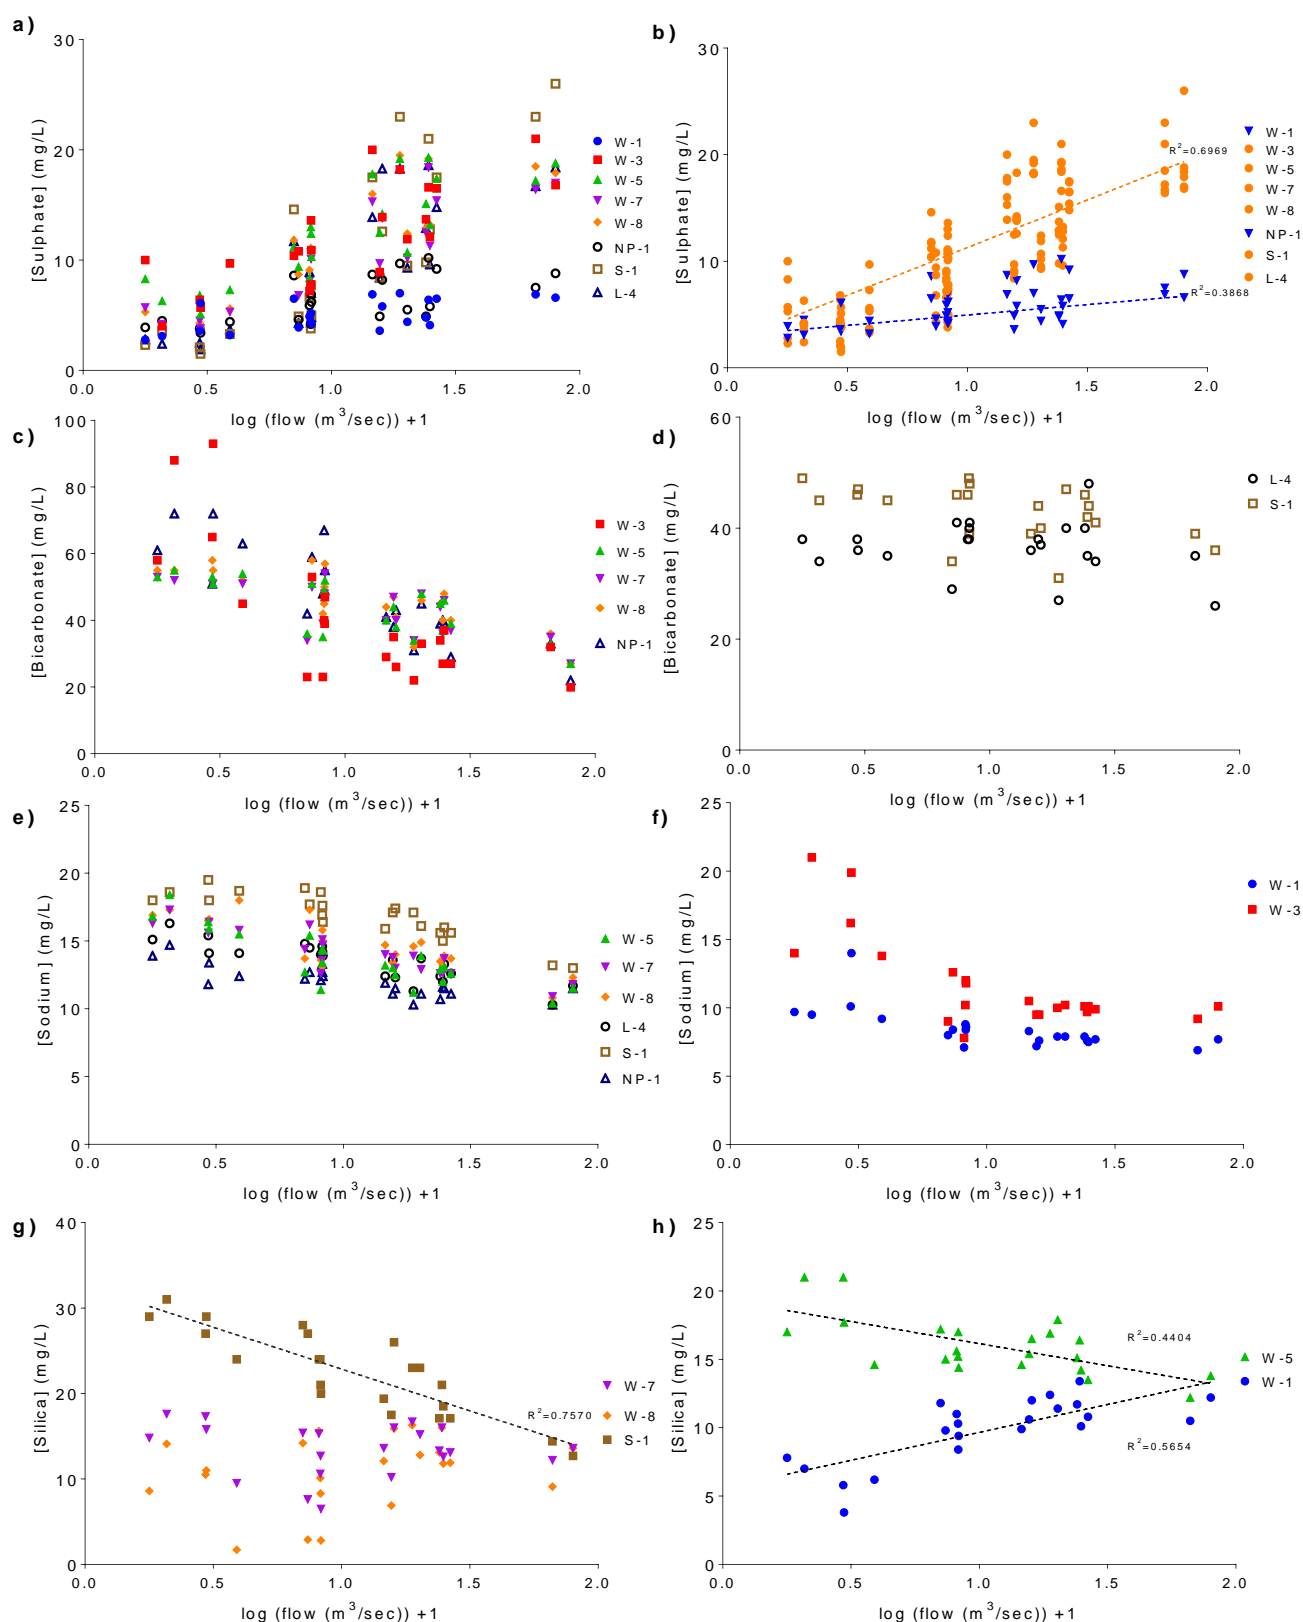 a)
30
20
10
0
[Sulphate] (mg/L)
0.0 0.5 1.0 1.5 2.0
log (flow (m³/sec)) +1
W-1
W-3
W-5
W-7
W-8
NP-1
S-1
L-4
b)
30
20
10
0
[Sulphate] (mg/L)
R²=0.6969
R²=0.3868
0.0 0.5 1.0 1.5 2.0
log (flow (m³/sec)) +1
W-1
W-3
W-5
W-7
W-8
NP-1
S-1
L-4
c)
100
80
60
40
20
0
[Bicarbonate] (mg/L)
0.0 0.5 1.0 1.5 2.0
log (flow (m³/sec)) +1
W-3
W-5
W-7
W-8
NP-1
d)
60
40
20
0
[Bicarbonate] (mg/L)
0.0 0.5 1.0 1.5 2.0
log (flow (m³/sec)) +1
L-4
S-1
e)
25
20
15
10
5
0
[Sodium] (mg/L)
0.0 0.5 1.0 1.5 2.0
log (flow (m³/sec)) +1
W-5
W-7
W-8
L-4
S-1
NP-1
f)
25
20
15
10
5
0
[Sodium] (mg/L)
0.0 0.5 1.0 1.5 2.0
log (flow (m³/sec)) +1
W-1
W-3
g)
40
30
20
10
0
[Silica] (mg/L)
R²=0.7570
0.0 0.5 1.0 1.5 2.0
log (flow (m³/sec)) +1
W-7
W-8
S-1
h)
25
20
15
10
5
0
[Silica] (mg/L)
R²=0.4404
R²=0.5654
0.0 0.5 1.0 1.5 2.0
log (flow (m³/sec)) +1
W-5
W-1